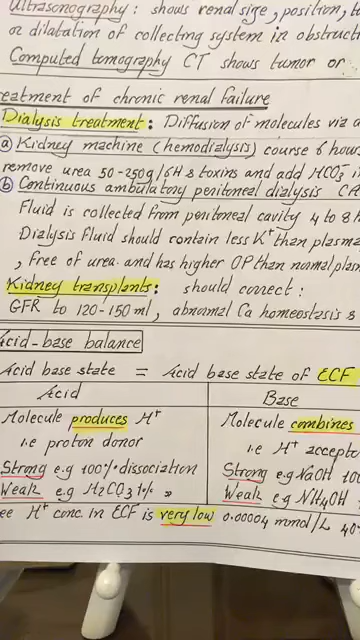 Ultrasonography : shows renal size, position,
or dilatation of collecting system in obstructi
Computed tomography CT shows tumor or
eatment of chronic renal failure
Dialysis treatment : Diffusion of molecules via a
ⓐ Kidney machine (hemodialysis) course 6 hours
remove urea 50-250g/6H & toxins and add HCO3⁻ i
ⓑ Continuous ambulatory peritoneal dialysis CA
Fluid is collected from peritoneal cavity 4 to 8 h
Dialysis fluid should contain less K⁺ than plasma
, free of urea and has higher OP than normal plas
Kidney transplants : should correct :
GFR to 120-150 ml, abnormal Ca homeostasis &
Acid-base balance
Acid base state = Acid base state of ECF
Acid
Base
Molecule produces H⁺
Molecule combines
i.e proton donor
i.e H⁺ accepto
Strong e.g 100% dissociation
Strong e.g NaOH 100
Weak e.g H2CO3 1% »
Weak e.g NH4OH
ee H⁺ conc. in ECF is very low 0.00004 mmol/L 40